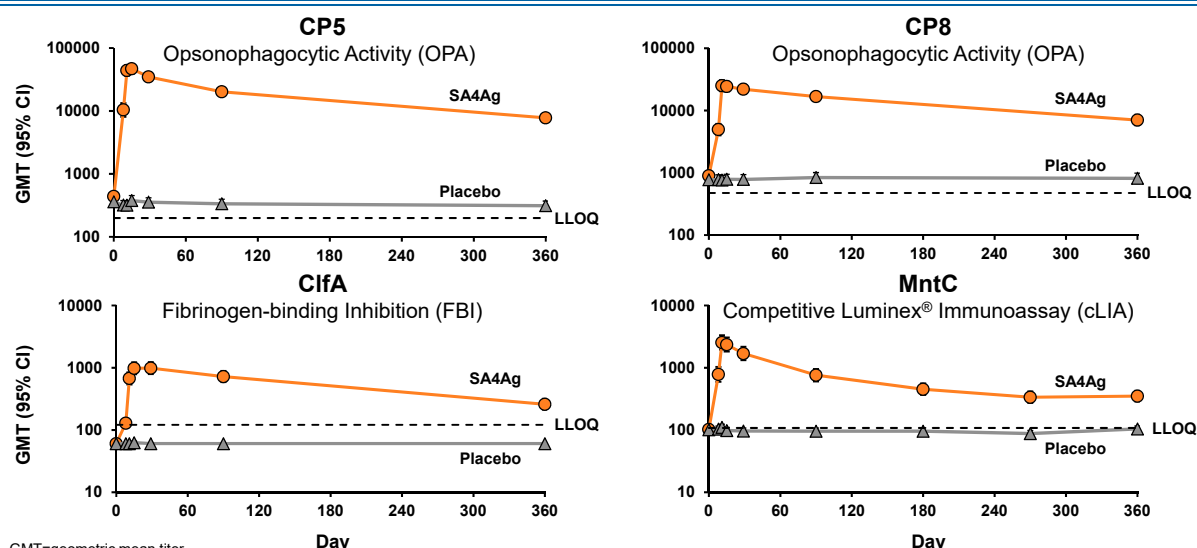 CP5
Opsonophagocytic Activity (OPA)
GMT (95% CI)
100000
10000
1000
100
SA4Ag
Placebo
LLOQ
0 60 120 180 240 300 360
CP8
Opsonophagocytic Activity (OPA)
100000
10000
1000
100
SA4Ag
Placebo
LLOQ
0 60 120 180 240 300 360
ClfA
Fibrinogen-binding Inhibition (FBI)
GMT (95% CI)
10000
1000
100
10
SA4Ag
LLOQ
Placebo
0 60 120 180 240 300 360
Day
MntC
Competitive Luminex® Immunoassay (cLIA)
10000
1000
100
10
SA4Ag
LLOQ
Placebo
0 60 120 180 240 300 360
Day
GMT=geometric mean titer